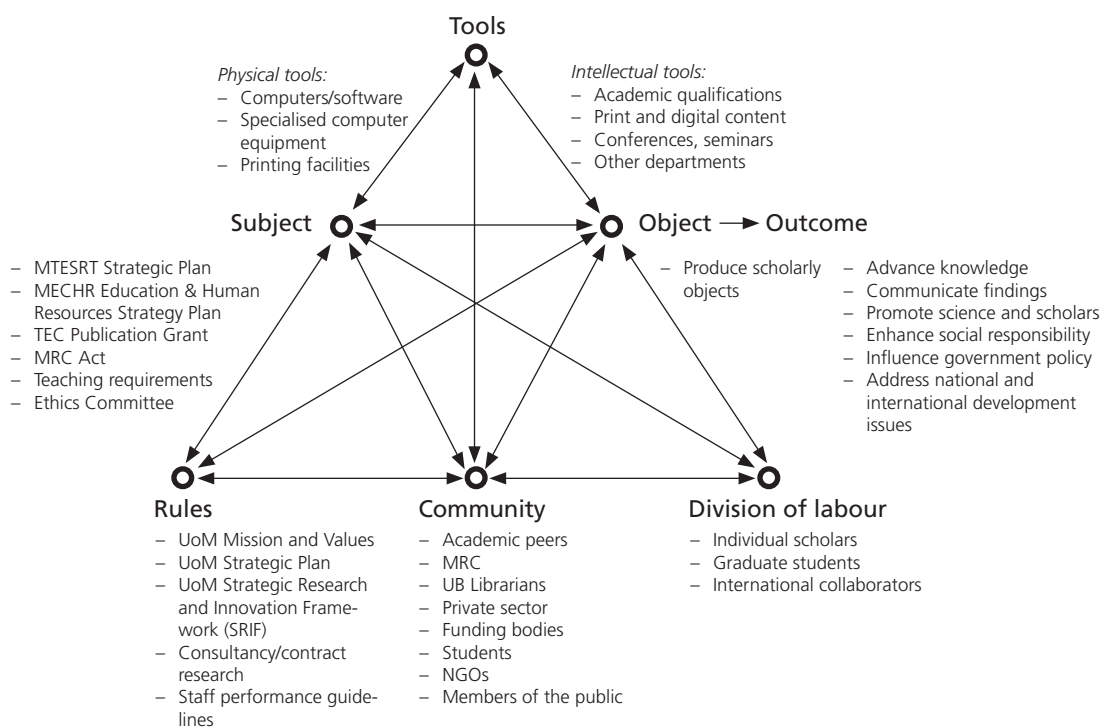 Tools
Physical tools:
– Computers/software
– Specialised computer
equipment
– Printing facilities
Intellectual tools:
– Academic qualifications
– Print and digital content
– Conferences, seminars
– Other departments
Subject
Object
Outcome
– MTESRT Strategic Plan
– MECHR Education & Human
Resources Strategy Plan
– TEC Publication Grant
– MRC Act
– Teaching requirements
– Ethics Committee
– Produce scholarly
objects
– Advance knowledge
– Communicate findings
– Promote science and scholars
– Enhance social responsibility
– Influence government policy
– Address national and
international development
issues
Rules
– UoM Mission and Values
– UoM Strategic Plan
– UoM Strategic Research
and Innovation Frame-
work (SRIF)
– Consultancy/contract
research
– Staff performance guide-
lines
Community
– Academic peers
– MRC
– UB Librarians
– Private sector
– Funding bodies
– Students
– NGOs
– Members of the public
Division of labour
– Individual scholars
– Graduate students
– International collaborators